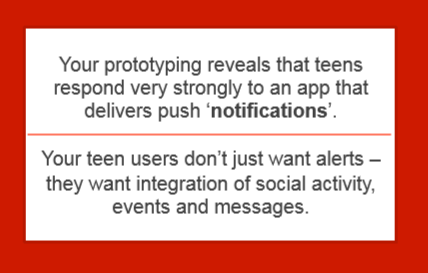 Your prototyping reveals that teens
respond very strongly to an app that
delivers push ‘notifications’.
Your teen users don’t just want alerts –
they want integration of social activity,
events and messages.